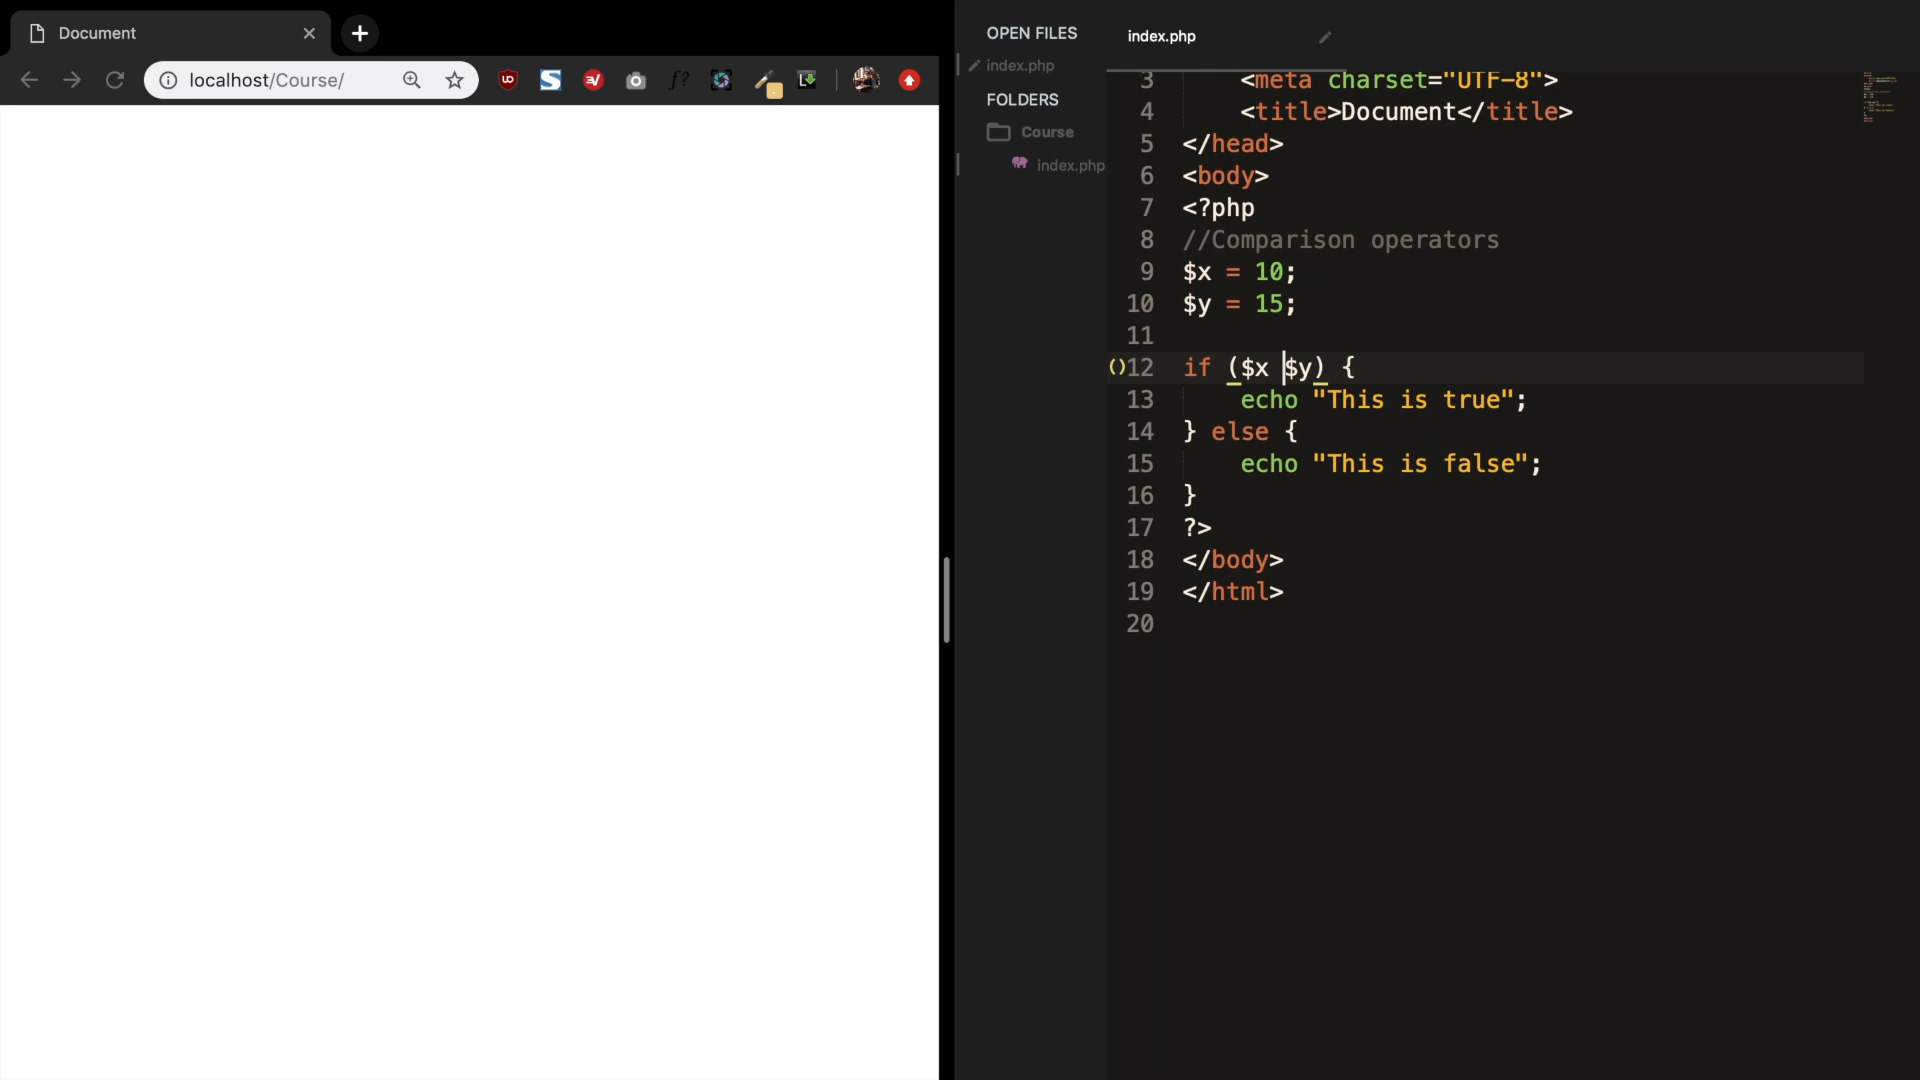 Document
localhost/Course/
OPEN FILES
index.php
FOLDERS
Course
index.php
index.php
3 <meta charset="UTF-8">
4 <title>Document</title>
5 </head>
6 <body>
7 <?php
8 //Comparison operators
9 $x = 10;
10 $y = 15;
11
12 if ($x $y) {
13 echo "This is true";
14 } else {
15 echo "This is false";
16 }
17 ?>
18 </body>
19 </html>
20